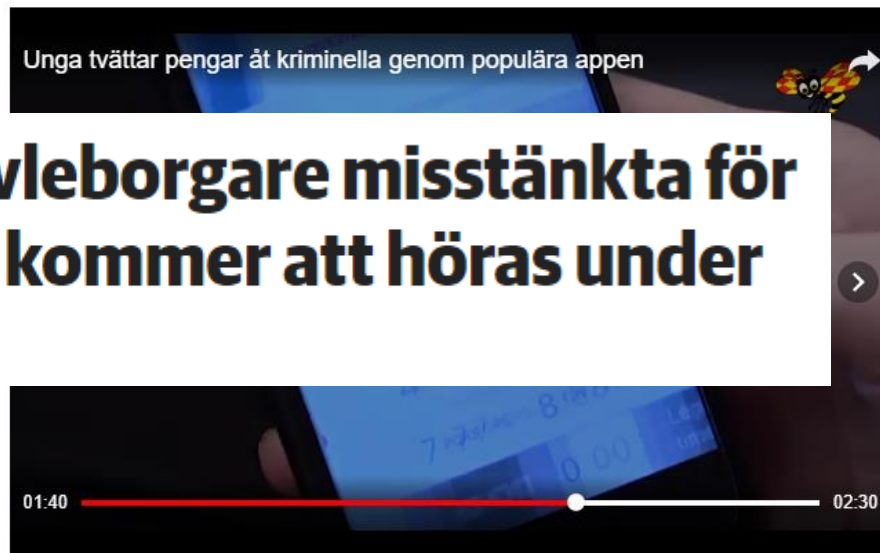 Unga tvättar pengar åt kriminella genom populära appen
vleborgare misstänkta för
kommer att höras under
01:40
02:30